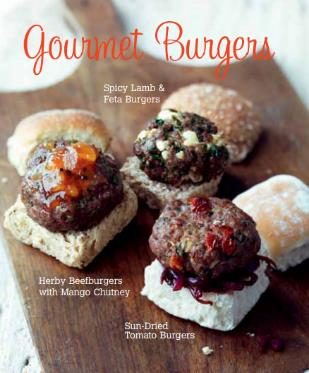 Gourmet Burgers
Spicy Lamb &
Feta Burgers
Herby Beefburgers
with Mango Chutney
Sun-Dried
Tomato Burgers